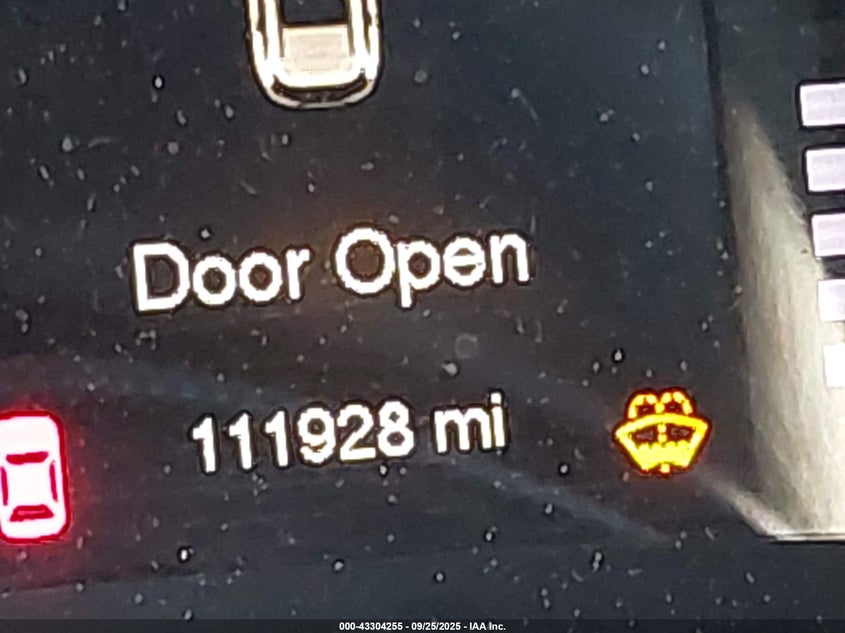 Door Open
111928 mi
000-43304255 - 09/25/2025 - IAA Inc.